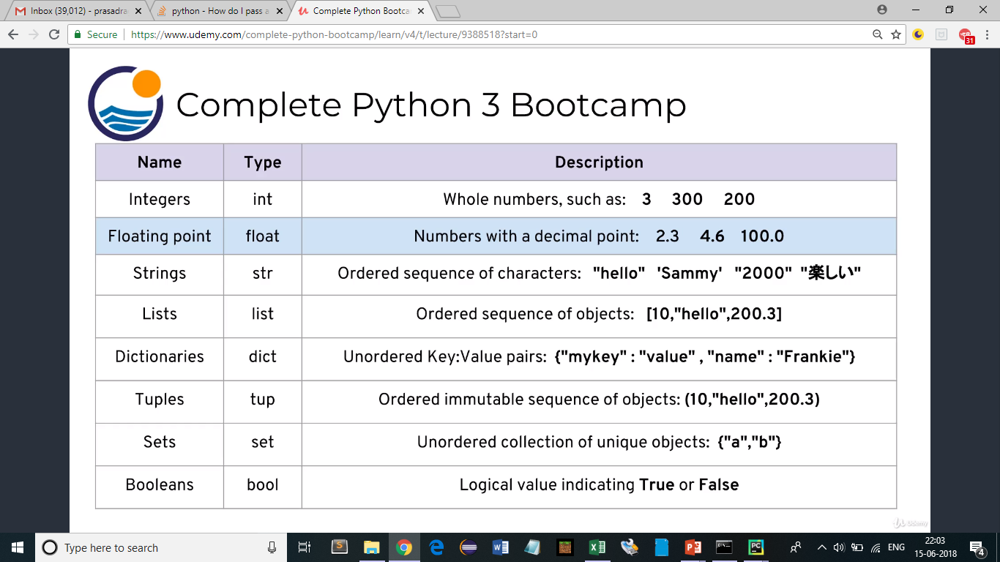 Inbox (39,012) - prasadra
python - How do I pass a
Complete Python Bootca
Secure
https://www.udemy.com/complete-python-bootcamp/learn/v4/t/lecture/9388518?start=0
31
Complete Python 3 Bootcamp
Name Type Description
Integers int Whole numbers, such as: 3 300 200
Floating point float Numbers with a decimal point: 2.3 4.6 100.0
Strings str Ordered sequence of characters: "hello" 'Sammy' "2000" "楽しい"
Lists list Ordered sequence of objects: [10,"hello",200.3]
Dictionaries dict Unordered Key:Value pairs: {"mykey" : "value" , "name" : "Frankie"}
Tuples tup Ordered immutable sequence of objects: (10,"hello",200.3)
Sets set Unordered collection of unique objects: {"a","b"}
Booleans bool Logical value indicating True or False
Udemy
Type here to search
ENG
22:03
15-06-2018
4